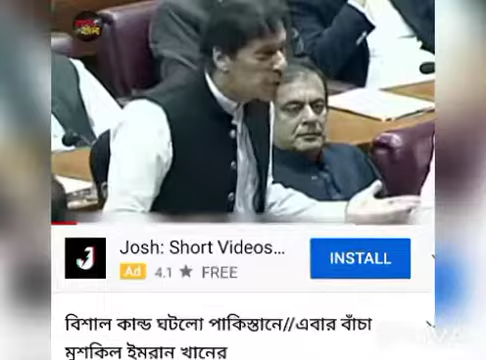 Josh: Short Videos...
Ad 4.1 ★ FREE
INSTALL
বিশাল কান্ড ঘটলো পাকিস্তানে//এবার বাঁচা
মুশকিল ইমরান খানের